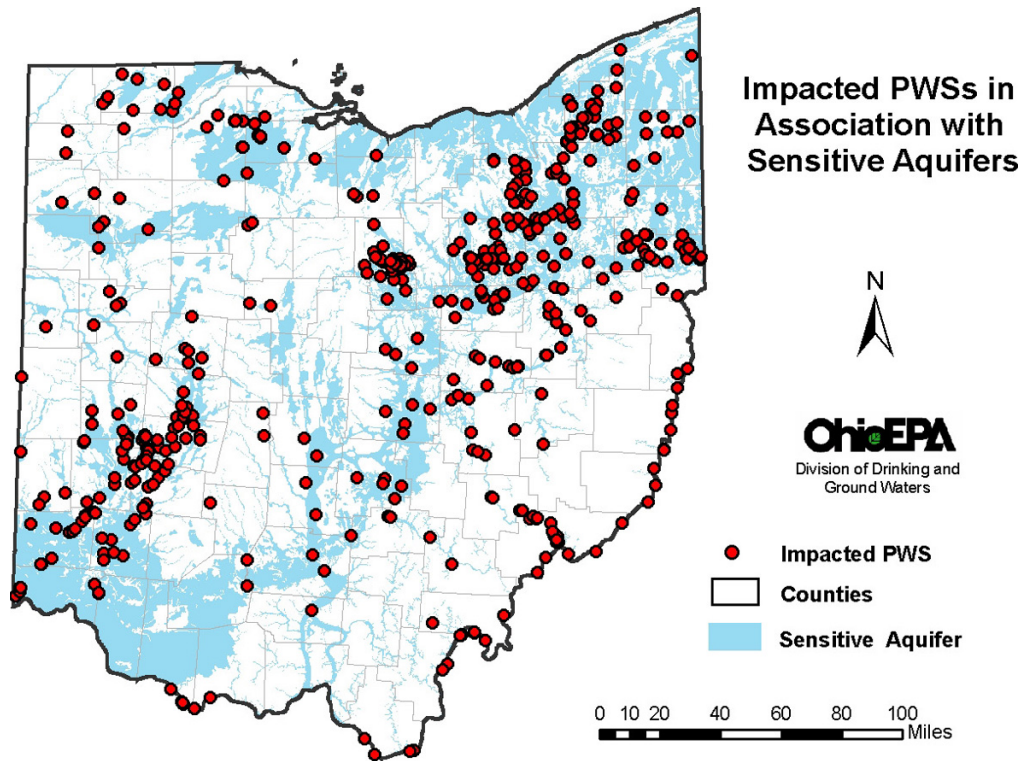 Impacted PWSs in
Association with
Sensitive Aquifers
N
OhioEPA
Division of Drinking and
Ground Waters
Impacted PWS
Counties
Sensitive Aquifer
0 10 20 40 60 80 100
Miles